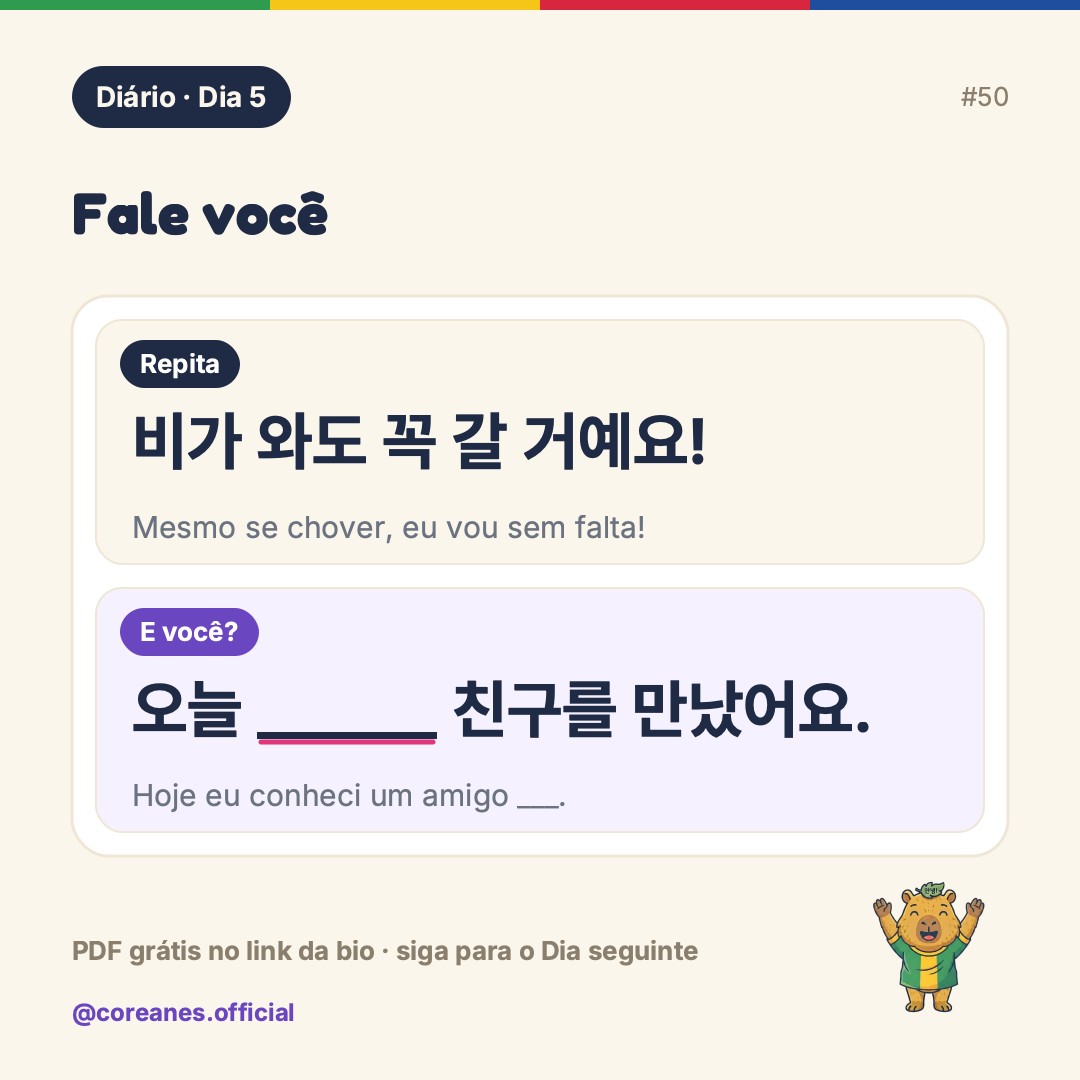 Diário · Dia 5
#50
Fale você
Repita
비가 와도 꼭 갈 거예요!
Mesmo se chover, eu vou sem falta!
E você?
오늘 ______ 친구를 만났어요.
Hoje eu conheci um amigo ___.
PDF grátis no link da bio · siga para o Dia seguinte
@coreanes.official